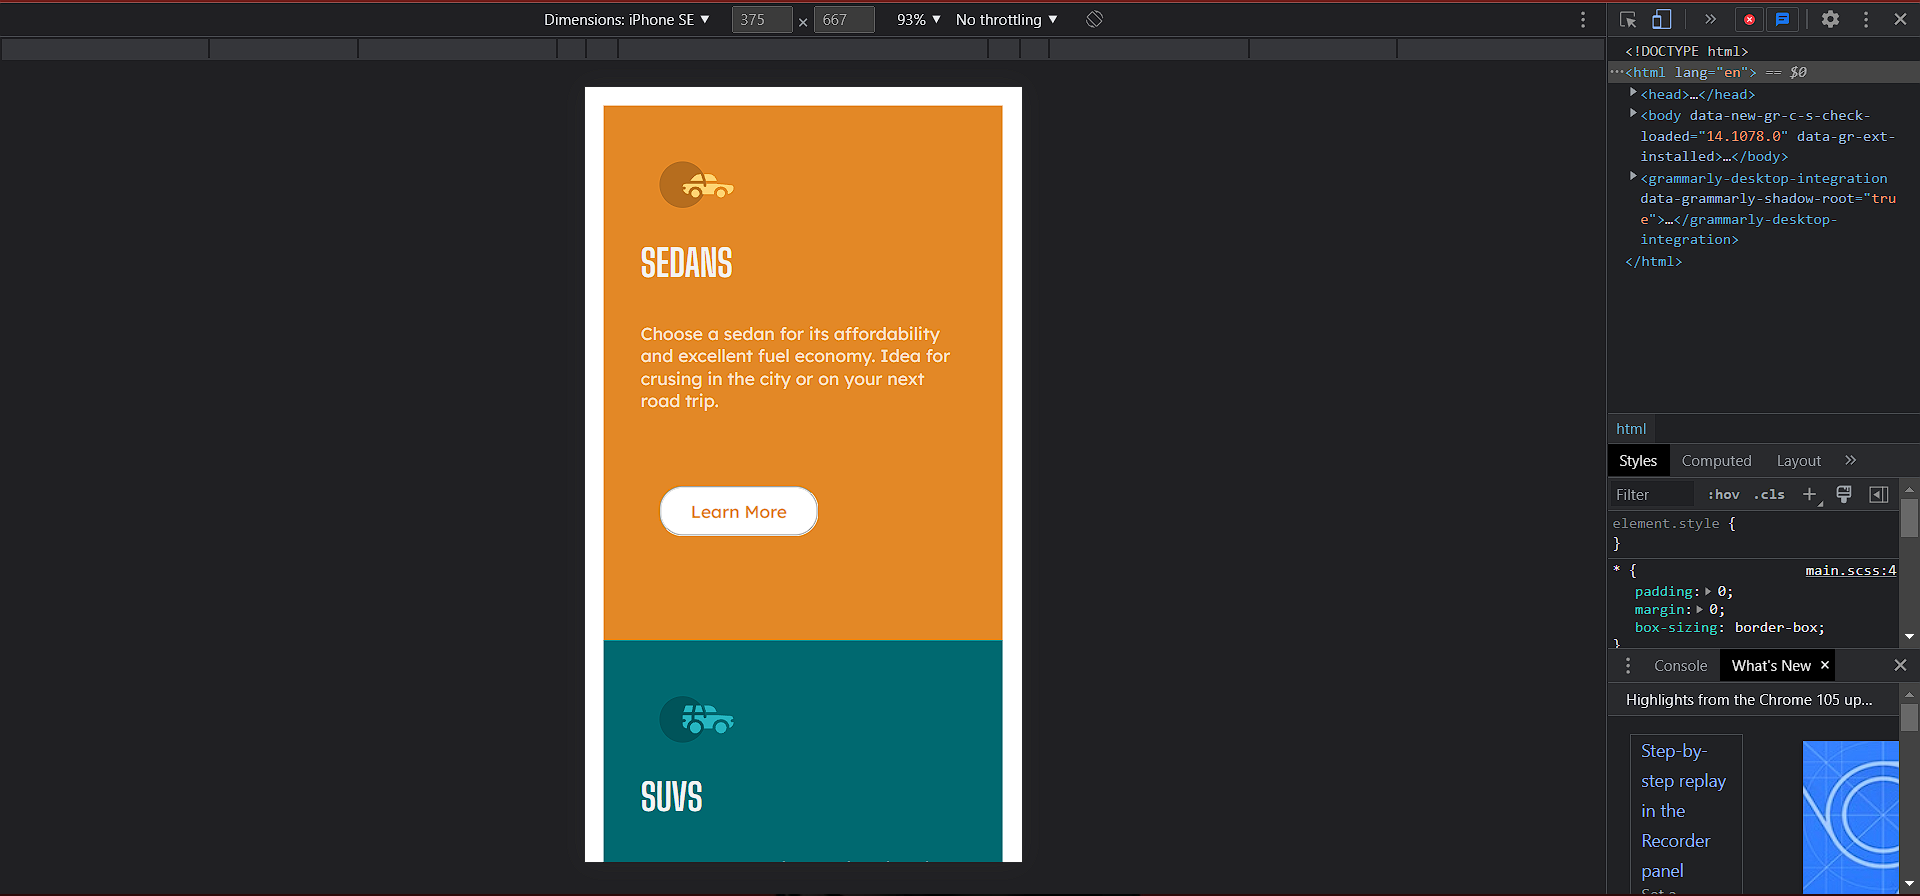 Dimensions: iPhone SE ▼ 375 × 667 93% ▼ No throttling ▼
SEDANS
Choose a sedan for its affordability
and excellent fuel economy. Idea for
crusing in the city or on your next
road trip.
Learn More
SUVS
<!DOCTYPE html>
···<html lang="en"> == $0
<head>…</head>
<body data-new-gr-c-s-check-
loaded="14.1078.0" data-gr-ext-
installed>…</body>
<grammarly-desktop-integration
data-grammarly-shadow-root="tru
e">…</grammarly-desktop-
integration>
</html>
html
Styles Computed Layout »
Filter :hov .cls +
element.style {
}
* { main.scss:4
padding: 0;
margin: 0;
box-sizing: border-box;
}
Console What's New ×
Highlights from the Chrome 105 up…
Step-by-
step replay
in the
Recorder
panel
Set a